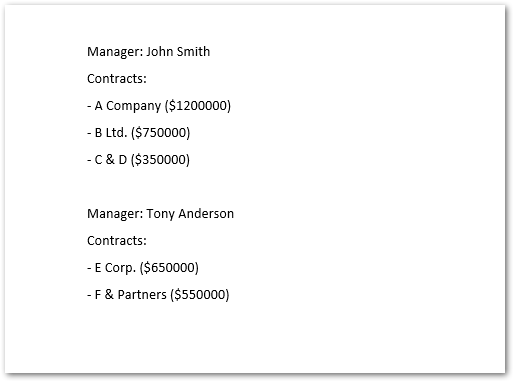 Manager: John Smith
Contracts:
- A Company ($1200000)
- B Ltd. ($750000)
- C & D ($350000)
Manager: Tony Anderson
Contracts:
- E Corp. ($650000)
- F & Partners ($550000)